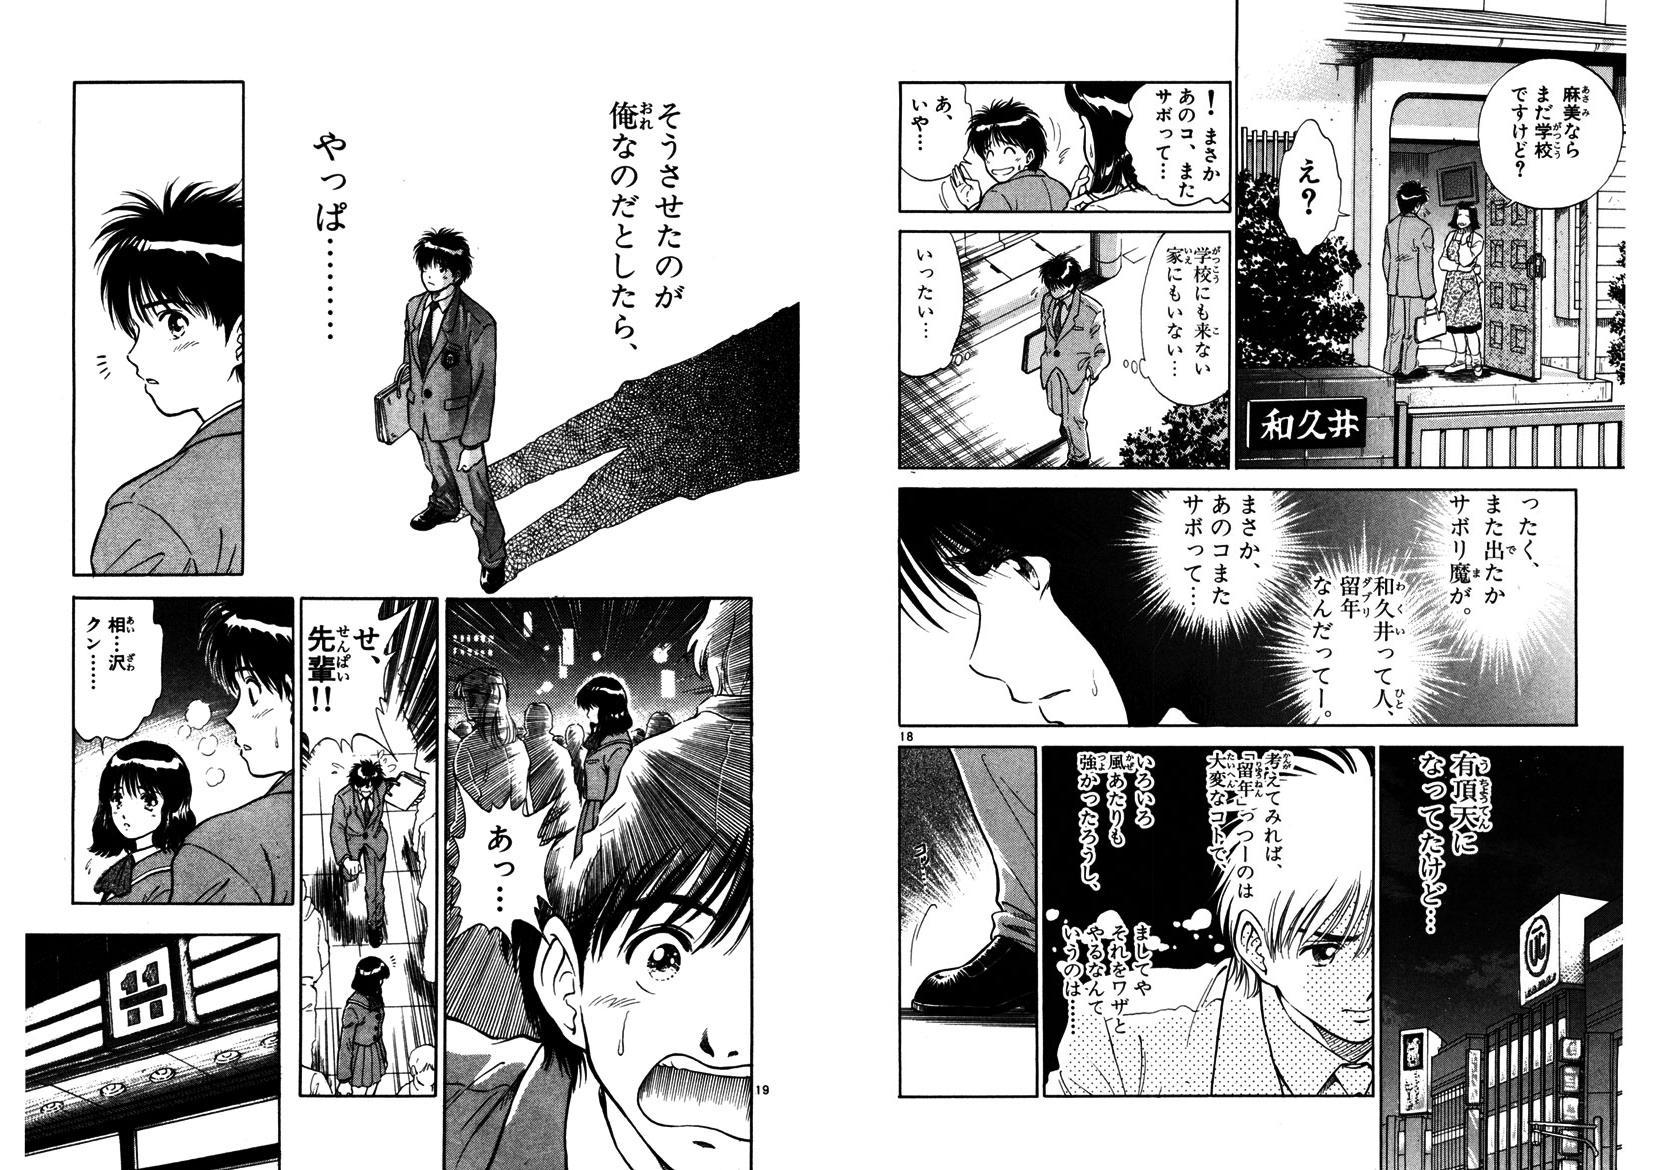 麻美なら
まだ学校
ですけど？
え？
和久井
！まさか
あのコ、また
サボって…
あ、
いや…
学校にも来ない
家にもいない…
いったい…
ったく、
また出たか
サボリ魔が。
和久井って人、
留年
なんだってー。
まさか、
あのコまた
サボって…
18
有頂天に
なってたけど…
考えてみれば、
「留年」っつーのは
大変なコトで、
いろいろ
風あたりも
強かったろうし、
ましてや
それをワザと
やるなんて
いうのは……
コッ…
そうさせたのが
俺なのだとしたら、
やっぱ………
あっ…
せ、
先輩!!
相…沢
クン……
11
11
19